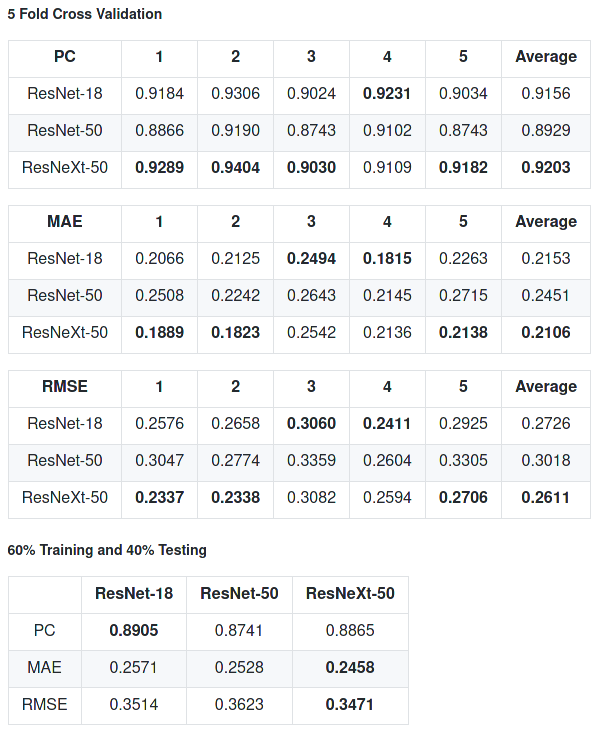 5 Fold Cross Validation
PC 1 2 3 4 5 Average
ResNet-18 0.9184 0.9306 0.9024 0.9231 0.9034 0.9156
ResNet-50 0.8866 0.9190 0.8743 0.9102 0.8743 0.8929
ResNeXt-50 0.9289 0.9404 0.9030 0.9109 0.9182 0.9203
MAE 1 2 3 4 5 Average
ResNet-18 0.2066 0.2125 0.2494 0.1815 0.2263 0.2153
ResNet-50 0.2508 0.2242 0.2643 0.2145 0.2715 0.2451
ResNeXt-50 0.1889 0.1823 0.2542 0.2136 0.2138 0.2106
RMSE 1 2 3 4 5 Average
ResNet-18 0.2576 0.2658 0.3060 0.2411 0.2925 0.2726
ResNet-50 0.3047 0.2774 0.3359 0.2604 0.3305 0.3018
ResNeXt-50 0.2337 0.2338 0.3082 0.2594 0.2706 0.2611
60% Training and 40% Testing
ResNet-18 ResNet-50 ResNeXt-50
PC 0.8905 0.8741 0.8865
MAE 0.2571 0.2528 0.2458
RMSE 0.3514 0.3623 0.3471